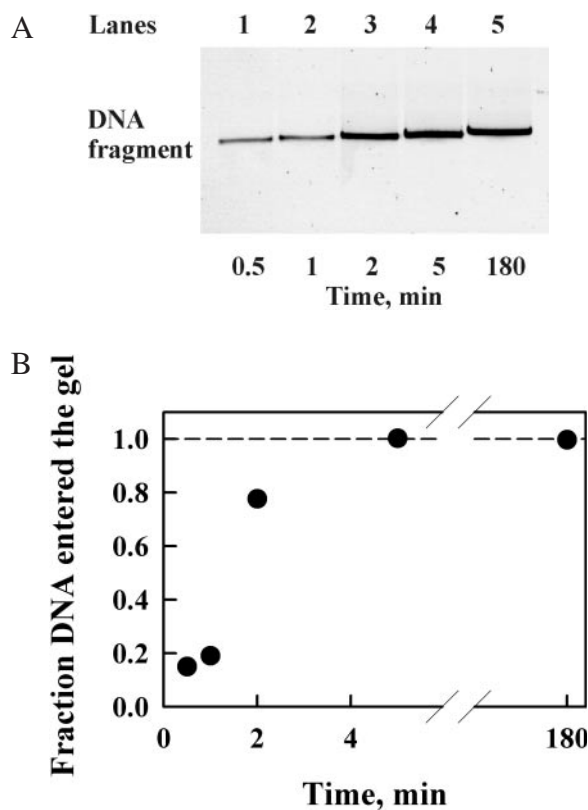 A
Lanes 1 2 3 4 5
DNA
fragment
0.5 1 2 5 180
Time, min
B
Fraction DNA entered the gel
1.0
0.8
0.6
0.4
0.2
0.0
0 2 4 180
Time, min